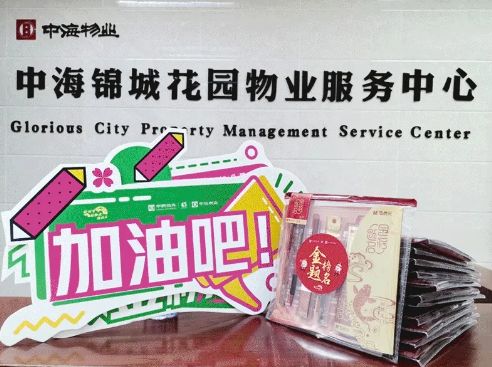 中海物业
中海锦城花园物业服务中心
Glorious City Property Management Service Center
加油吧!
金榜
题名